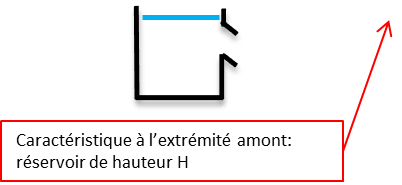 Caractéristique à l’extrémité amont:
réservoir de hauteur H